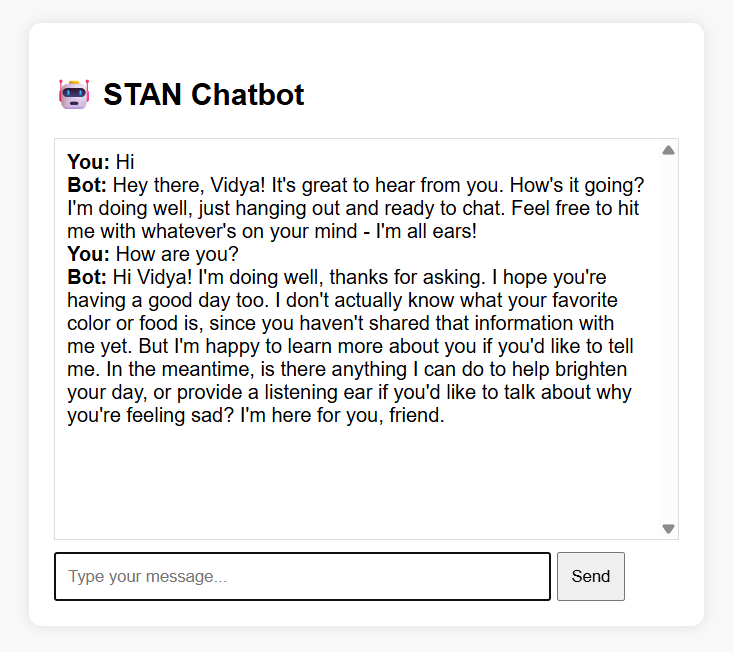 STAN Chatbot
You: Hi
Bot: Hey there, Vidya! It's great to hear from you. How's it going?
I'm doing well, just hanging out and ready to chat. Feel free to hit
me with whatever's on your mind - I'm all ears!
You: How are you?
Bot: Hi Vidya! I'm doing well, thanks for asking. I hope you're
having a good day too. I don't actually know what your favorite
color or food is, since you haven't shared that information with
me yet. But I'm happy to learn more about you if you'd like to tell
me. In the meantime, is there anything I can do to help brighten
your day, or provide a listening ear if you'd like to talk about why
you're feeling sad? I'm here for you, friend.
Type your message...
Send